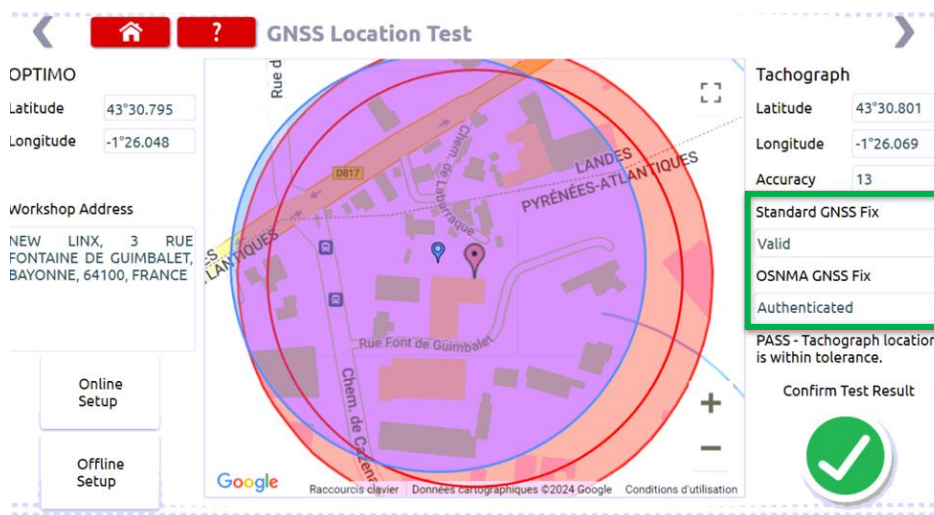 ?
GNSS Location Test
OPTIMO
Latitude
43°30.795
Longitude
-1°26.048
Workshop Address
NEW LINX, 3 RUE
FONTAINE DE GUIMBALET,
BAYONNE, 64100, FRANCE
Online
Setup
Offline
Setup
Rue d
D817
Chem. de Labarraque
LANDES
PYRÉNÉES-ATLANTIQUES
ATLANTIQUES
Rue Font de Guimbalet
Chem. de Cazena
+
−
Google
Raccourcis clavier
Données cartographiques ©2024 Google
Conditions d'utilisation
Tachograph
Latitude
43°30.801
Longitude
-1°26.069
Accuracy
13
Standard GNSS Fix
Valid
OSNMA GNSS Fix
Authenticated
PASS - Tachograph location
is within tolerance.
Confirm Test Result